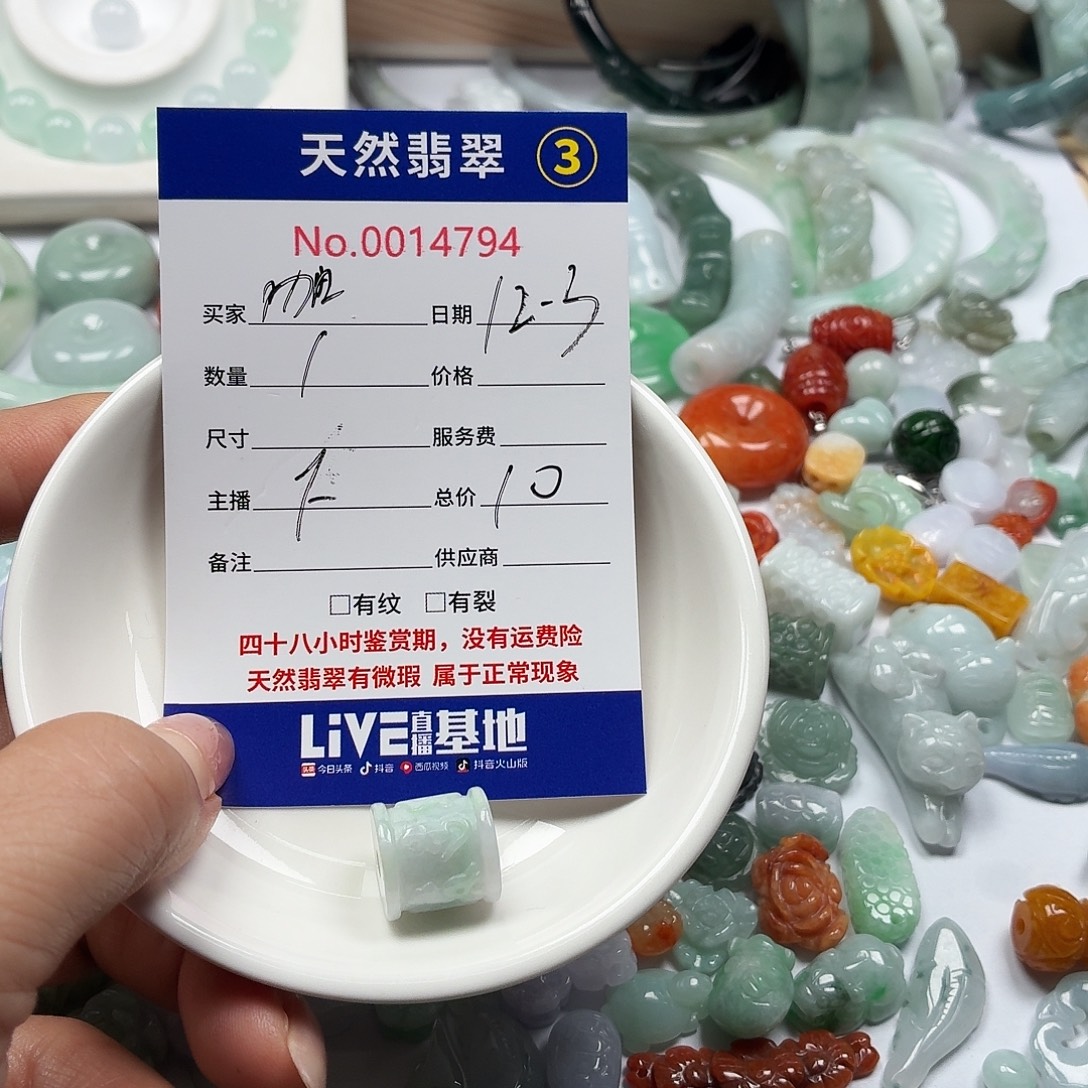 天然翡翠 3
No.0014794
买家 日期 12-3
数量 1 价格
尺寸 服务费
主播 总价 10
备注 供应商
□有纹 □有裂
四十八小时鉴赏期，没有运费险
天然翡翠有微瑕 属于正常现象
LiVE直播基地
头条 今日头条 抖音 西瓜视频 抖音火山版